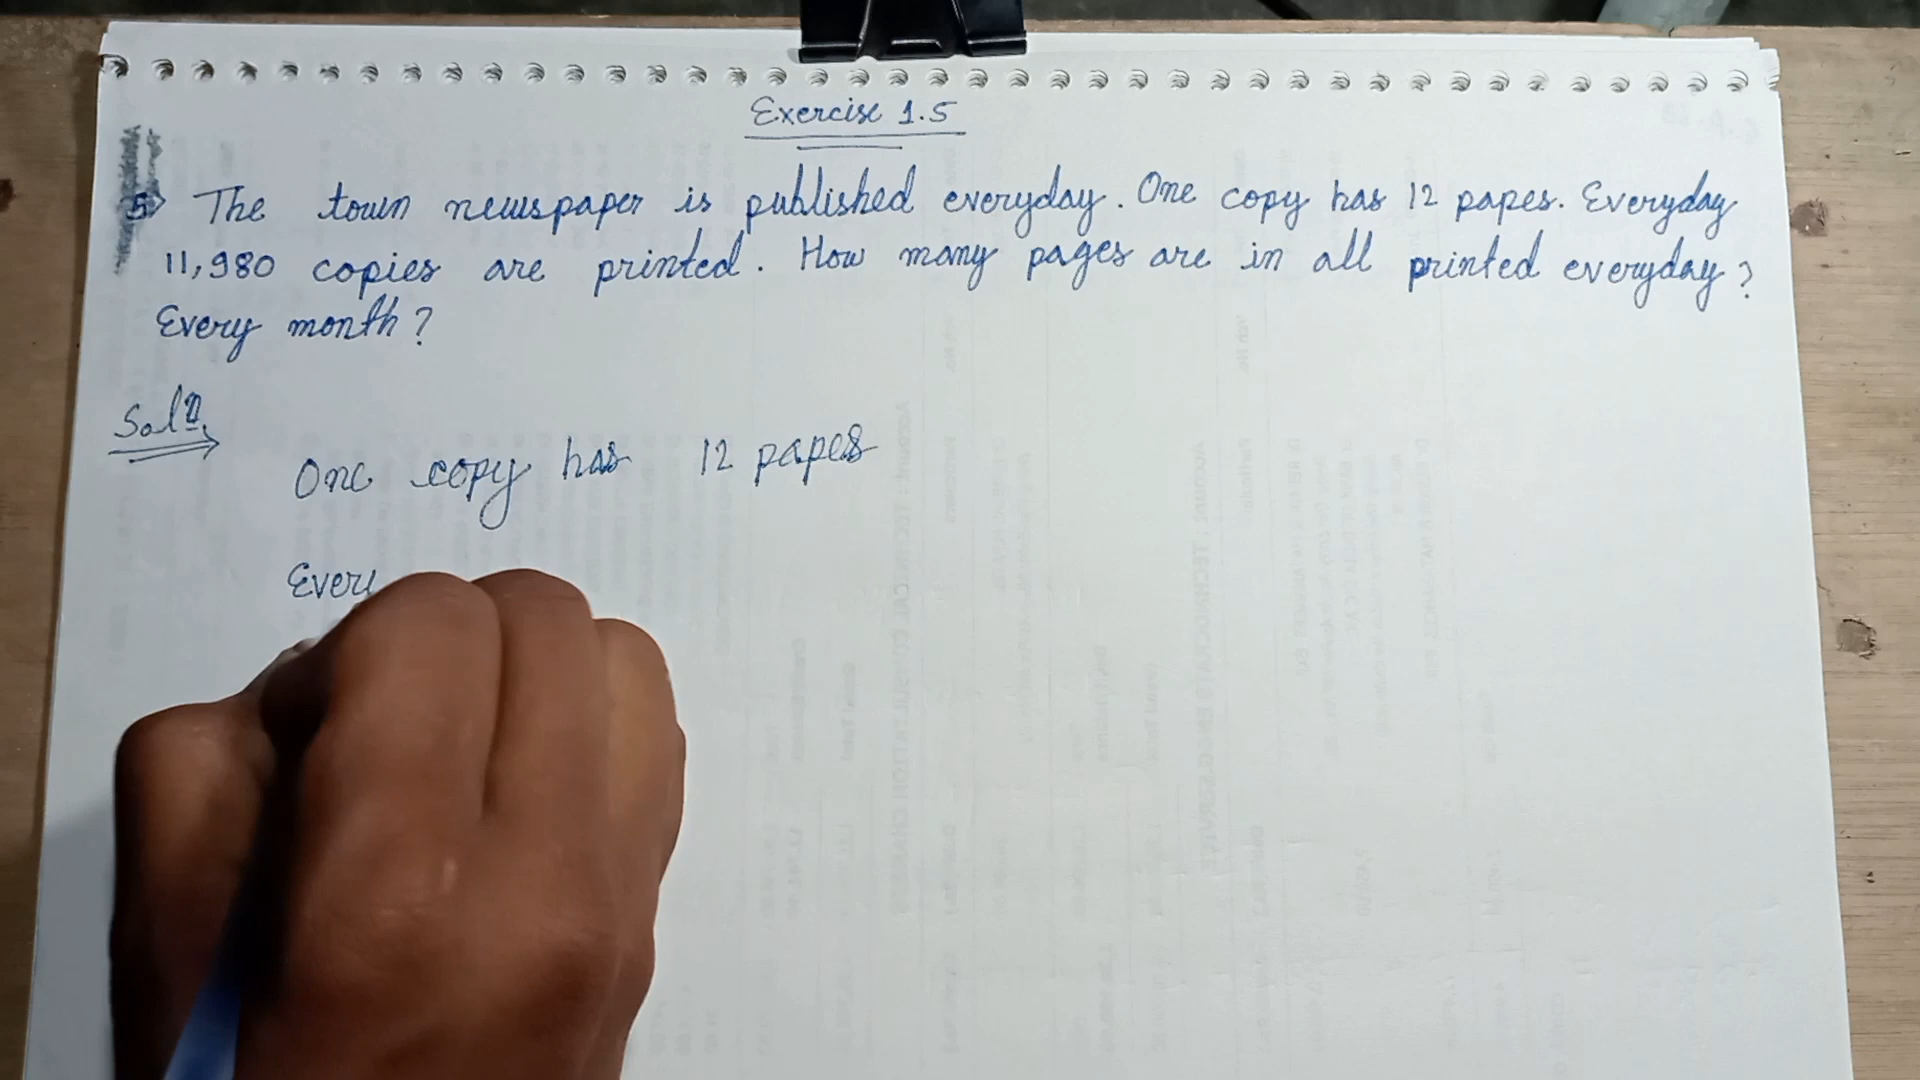 Exercise 1.5
5> The town newspaper is published everyday. One copy has 12 papes. Everyday
11,980 copies are printed. How many pages are in all printed everyday?
Every month?
Solⁿ.
One copy has 12 papes
Every